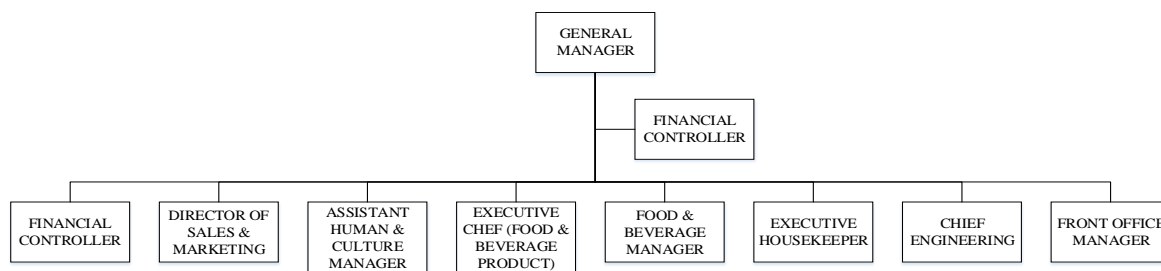 GENERAL
MANAGER
FINANCIAL
CONTROLLER
FINANCIAL
CONTROLLER
DIRECTOR OF
SALES &
MARKETING
ASSISTANT
HUMAN &
CULTURE
MANAGER
EXECUTIVE
CHEF (FOOD &
BEVERAGE
PRODUCT)
FOOD &
BEVERAGE
MANAGER
EXECUTIVE
HOUSEKEEPER
CHIEF
ENGINEERING
FRONT OFFICE
MANAGER